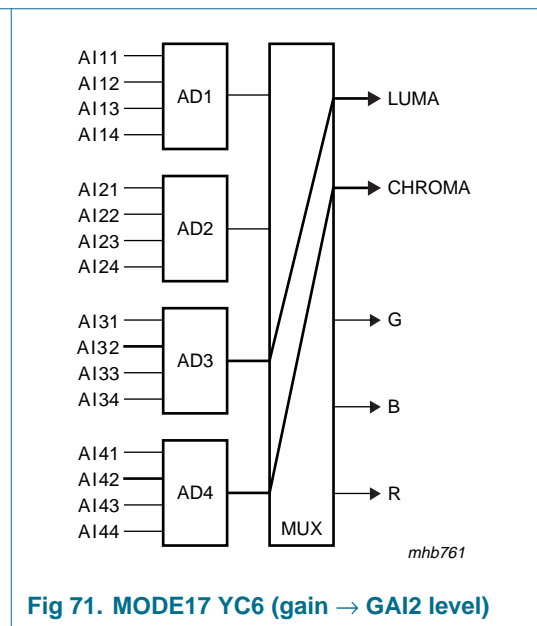 AI11
AI12
AI13
AI14
AD1
AI21
AI22
AI23
AI24
AD2
AI31
AI32
AI33
AI34
AD3
AI41
AI42
AI43
AI44
AD4
MUX
LUMA
CHROMA
G
B
R
mhb761
Fig 71. MODE17 YC6 (gain → GAI2 level)